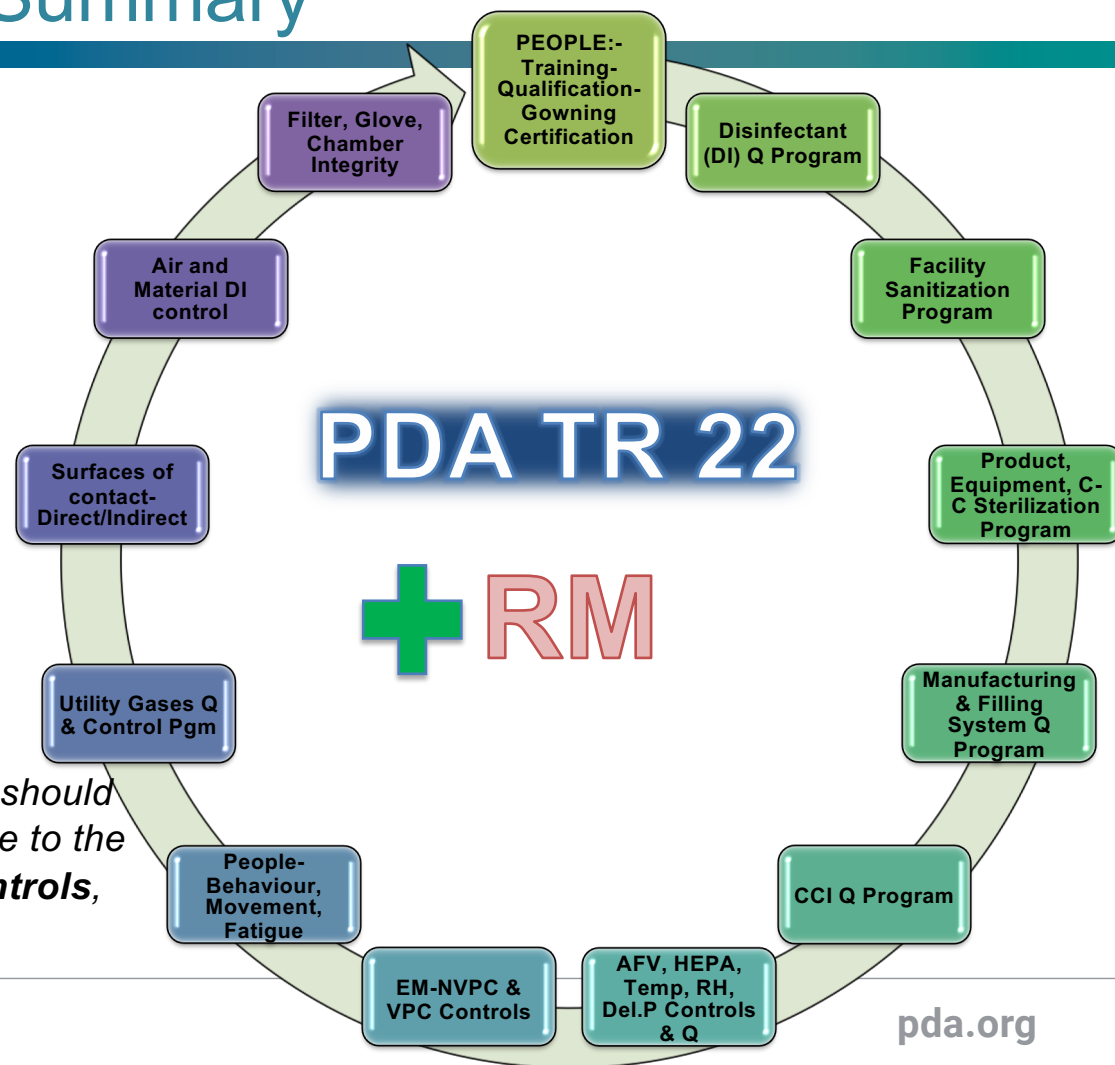 Summary
PEOPLE:-
Training-
Qualification-
Gowning
Certification
Disinfectant
(DI) Q Program
Facility
Sanitization
Program
Product,
Equipment, C-
C Sterilization
Program
Manufacturing
& Filling
System Q
Program
CCI Q Program
AFV, HEPA,
Temp, RH,
Del.P Controls
& Q
EM-NVPC &
VPC Controls
People-
Behaviour,
Movement,
Fatigue
Utility Gases Q
& Control Pgm
Surfaces of
contact-
Direct/Indirect
Air and
Material DI
control
Filter, Glove,
Chamber
Integrity
PDA TR 22
RM
should
e to the
ntrols,
pda.org